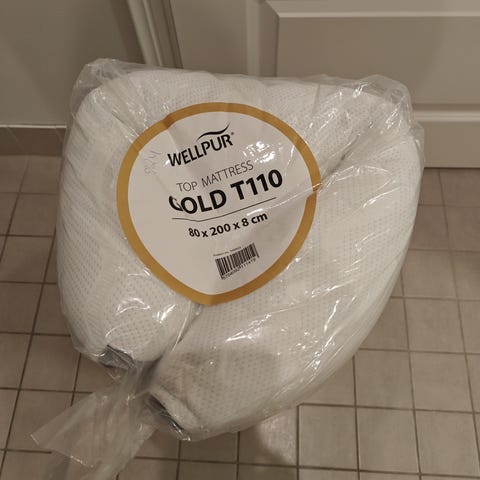 WELLPUR®
TOP MATTRESS
GOLD T110
80 x 200 x 8 cm